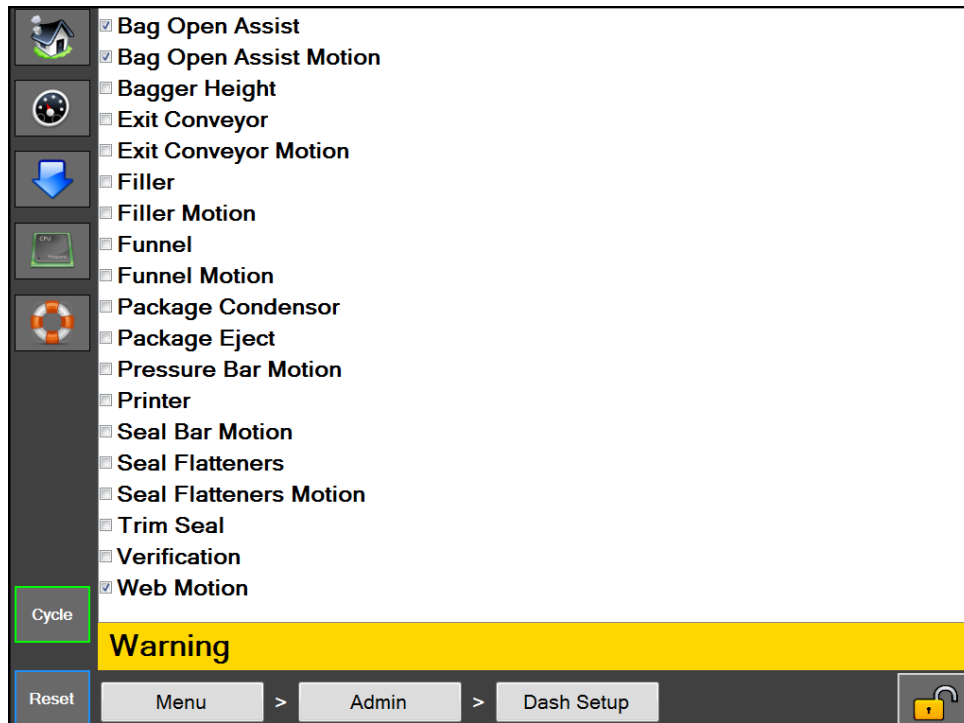 Bag Open Assist
Bag Open Assist Motion
Bagger Height
Exit Conveyor
Exit Conveyor Motion
Filler
Filler Motion
CPU
Funnel
Funnel Motion
Package Condensor
Package Eject
Pressure Bar Motion
Printer
Seal Bar Motion
Seal Flatteners
Seal Flatteners Motion
Trim Seal
Verification
Web Motion
Cycle
Warning
Reset
Menu > Admin > Dash Setup